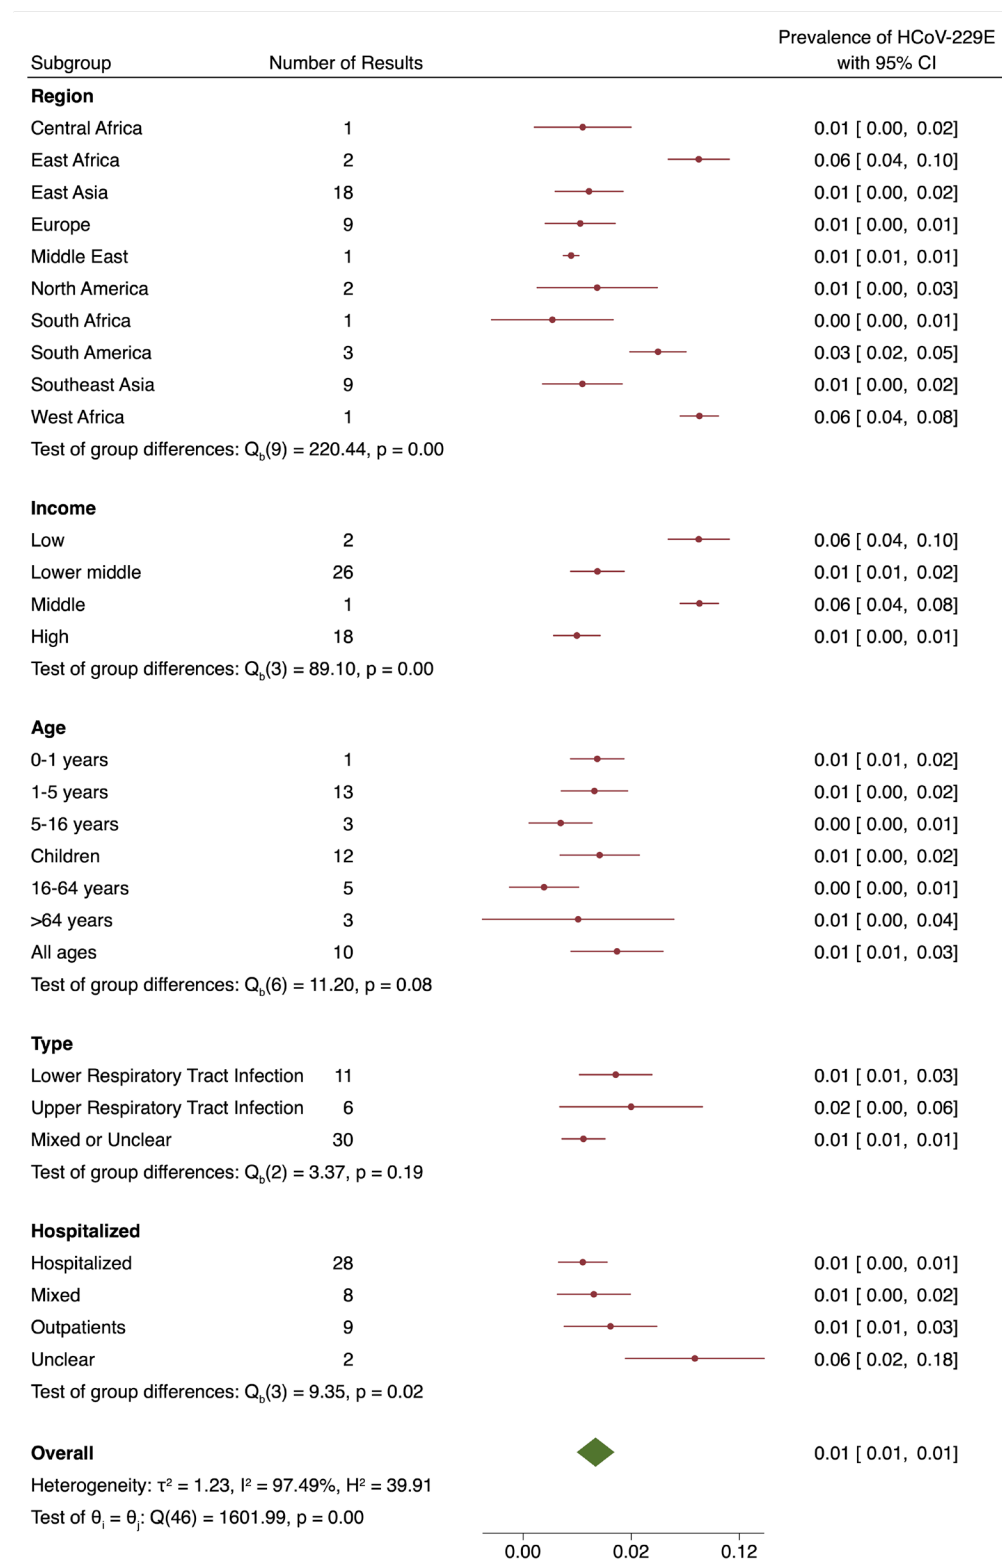 Prevalence of HCoV-229E
Subgroup Number of Results with 95% CI
Region
Central Africa 1 0.01 [ 0.00, 0.02]
East Africa 2 0.06 [ 0.04, 0.10]
East Asia 18 0.01 [ 0.00, 0.02]
Europe 9 0.01 [ 0.00, 0.01]
Middle East 1 0.01 [ 0.01, 0.01]
North America 2 0.01 [ 0.00, 0.03]
South Africa 1 0.00 [ 0.00, 0.01]
South America 3 0.03 [ 0.02, 0.05]
Southeast Asia 9 0.01 [ 0.00, 0.02]
West Africa 1 0.06 [ 0.04, 0.08]
Test of group differences: Q_b(9) = 220.44, p = 0.00
Income
Low 2 0.06 [ 0.04, 0.10]
Lower middle 26 0.01 [ 0.01, 0.02]
Middle 1 0.06 [ 0.04, 0.08]
High 18 0.01 [ 0.00, 0.01]
Test of group differences: Q_b(3) = 89.10, p = 0.00
Age
0-1 years 1 0.01 [ 0.01, 0.02]
1-5 years 13 0.01 [ 0.00, 0.02]
5-16 years 3 0.00 [ 0.00, 0.01]
Children 12 0.01 [ 0.00, 0.02]
16-64 years 5 0.00 [ 0.00, 0.01]
>64 years 3 0.01 [ 0.00, 0.04]
All ages 10 0.01 [ 0.01, 0.03]
Test of group differences: Q_b(6) = 11.20, p = 0.08
Type
Lower Respiratory Tract Infection 11 0.01 [ 0.01, 0.03]
Upper Respiratory Tract Infection 6 0.02 [ 0.00, 0.06]
Mixed or Unclear 30 0.01 [ 0.01, 0.01]
Test of group differences: Q_b(2) = 3.37, p = 0.19
Hospitalized
Hospitalized 28 0.01 [ 0.00, 0.01]
Mixed 8 0.01 [ 0.00, 0.02]
Outpatients 9 0.01 [ 0.01, 0.03]
Unclear 2 0.06 [ 0.02, 0.18]
Test of group differences: Q_b(3) = 9.35, p = 0.02
Overall 0.01 [ 0.01, 0.01]
Heterogeneity: τ² = 1.23, I² = 97.49%, H² = 39.91
Test of θ_i = θ_j: Q(46) = 1601.99, p = 0.00
0.00 0.02 0.12